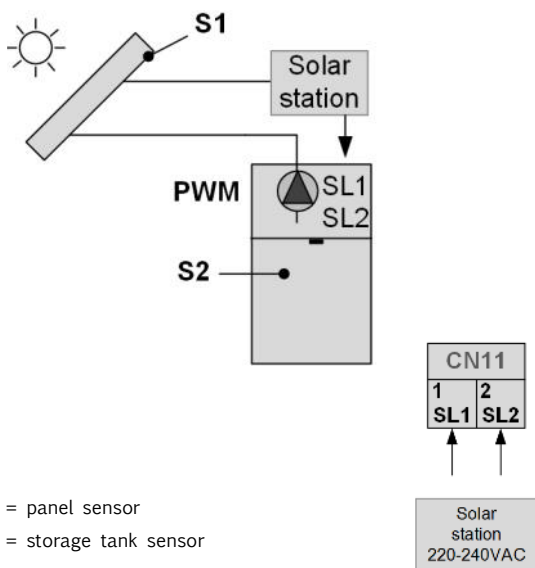 S1
Solar
station
PWM
SL1
SL2
S2
CN11
1 2
SL1 SL2
= panel sensor
= storage tank sensor
Solar
station
220-240VAC